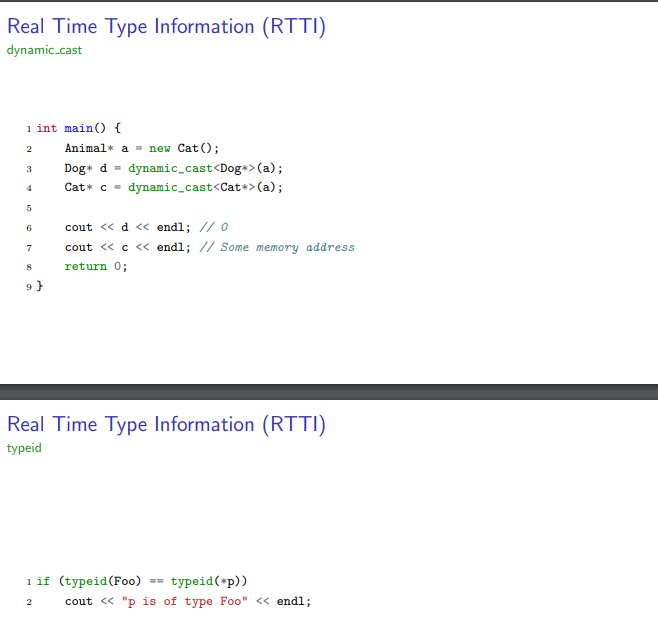 Real Time Type Information (RTTI)
dynamic_cast
1 int main() {
2 Animal* a = new Cat();
3 Dog* d = dynamic_cast<Dog*>(a);
4 Cat* c = dynamic_cast<Cat*>(a);
5
6 cout << d << endl; // 0
7 cout << c << endl; // Some memory address
8 return 0;
9 }
Real Time Type Information (RTTI)
typeid
1 if (typeid(Foo) == typeid(*p))
2 cout << "p is of type Foo" << endl;